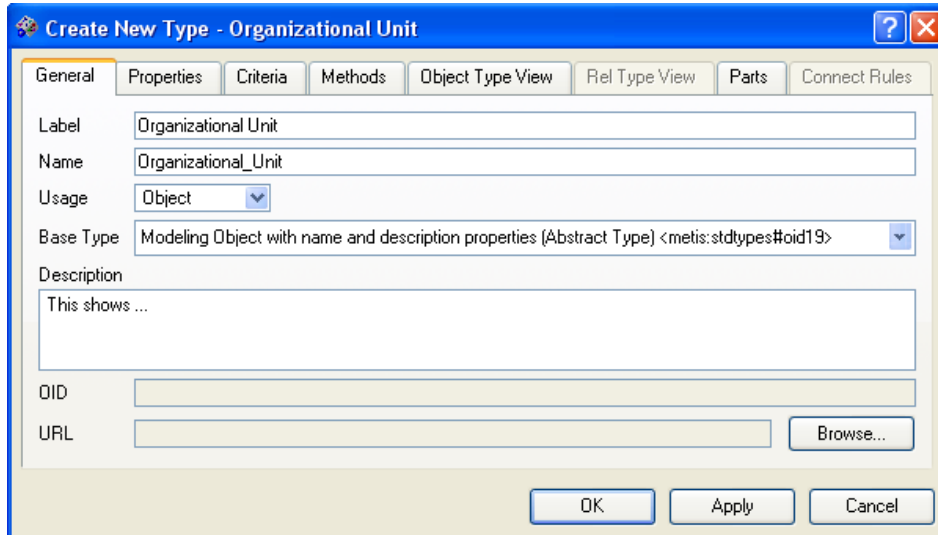 Create New Type - Organizational Unit
General Properties Criteria Methods Object Type View Rel Type View Parts Connect Rules
Label Organizational Unit
Name Organizational_Unit
Usage Object
Base Type Modeling Object with name and description properties (Abstract Type) <metis:stdtypes#oid19>
Description
This shows ...
OID
URL Browse...
OK Apply Cancel